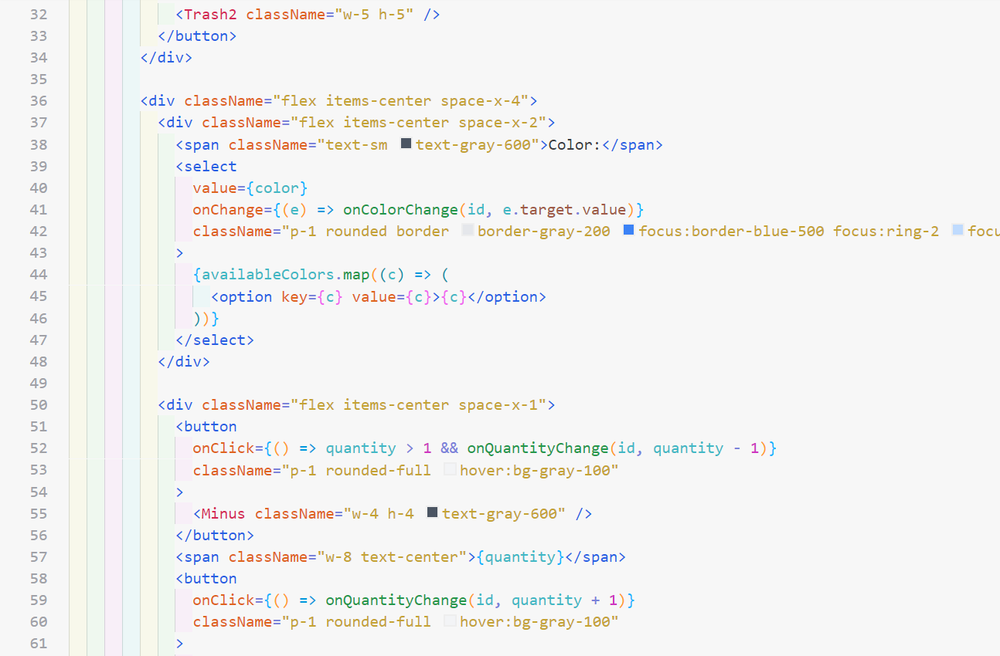 32 <Trash2 className="w-5 h-5" />
33 </button>
34 </div>
35
36 <div className="flex items-center space-x-4">
37 <div className="flex items-center space-x-2">
38 <span className="text-sm text-gray-600">Color:</span>
39 <select
40 value={color}
41 onChange={(e) => onColorChange(id, e.target.value)}
42 className="p-1 rounded border border-gray-200 focus:border-blue-500 focus:ring-2 focu
43 >
44 {availableColors.map((c) => (
45 <option key={c} value={c}>{c}</option>
46 ))}
47 </select>
48 </div>
49
50 <div className="flex items-center space-x-1">
51 <button
52 onClick={() => quantity > 1 && onQuantityChange(id, quantity - 1)}
53 className="p-1 rounded-full hover:bg-gray-100"
54 >
55 <Minus className="w-4 h-4 text-gray-600" />
56 </button>
57 <span className="w-8 text-center">{quantity}</span>
58 <button
59 onClick={() => onQuantityChange(id, quantity + 1)}
60 className="p-1 rounded-full hover:bg-gray-100"
61 >